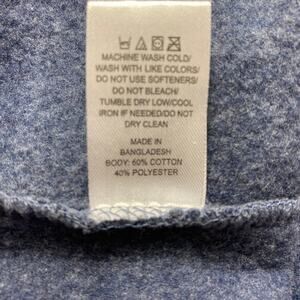 MACHINE WASH COLD/
WASH WITH LIKE COLORS/
DO NOT USE SOFTENERS/
DO NOT BLEACH/
TUMBLE DRY LOW/COOL
IRON IF NEEDED/DO NOT
DRY CLEAN
MADE IN
BANGLADESH
BODY: 60% COTTON
40% POLYESTER